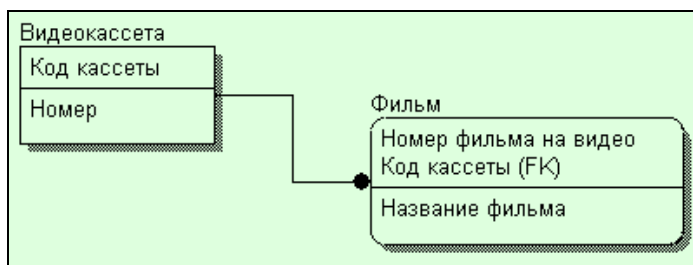 Видеокассета
Код кассеты
Номер
Фильм
Номер фильма на видео
Код кассеты (FK)
Название фильма